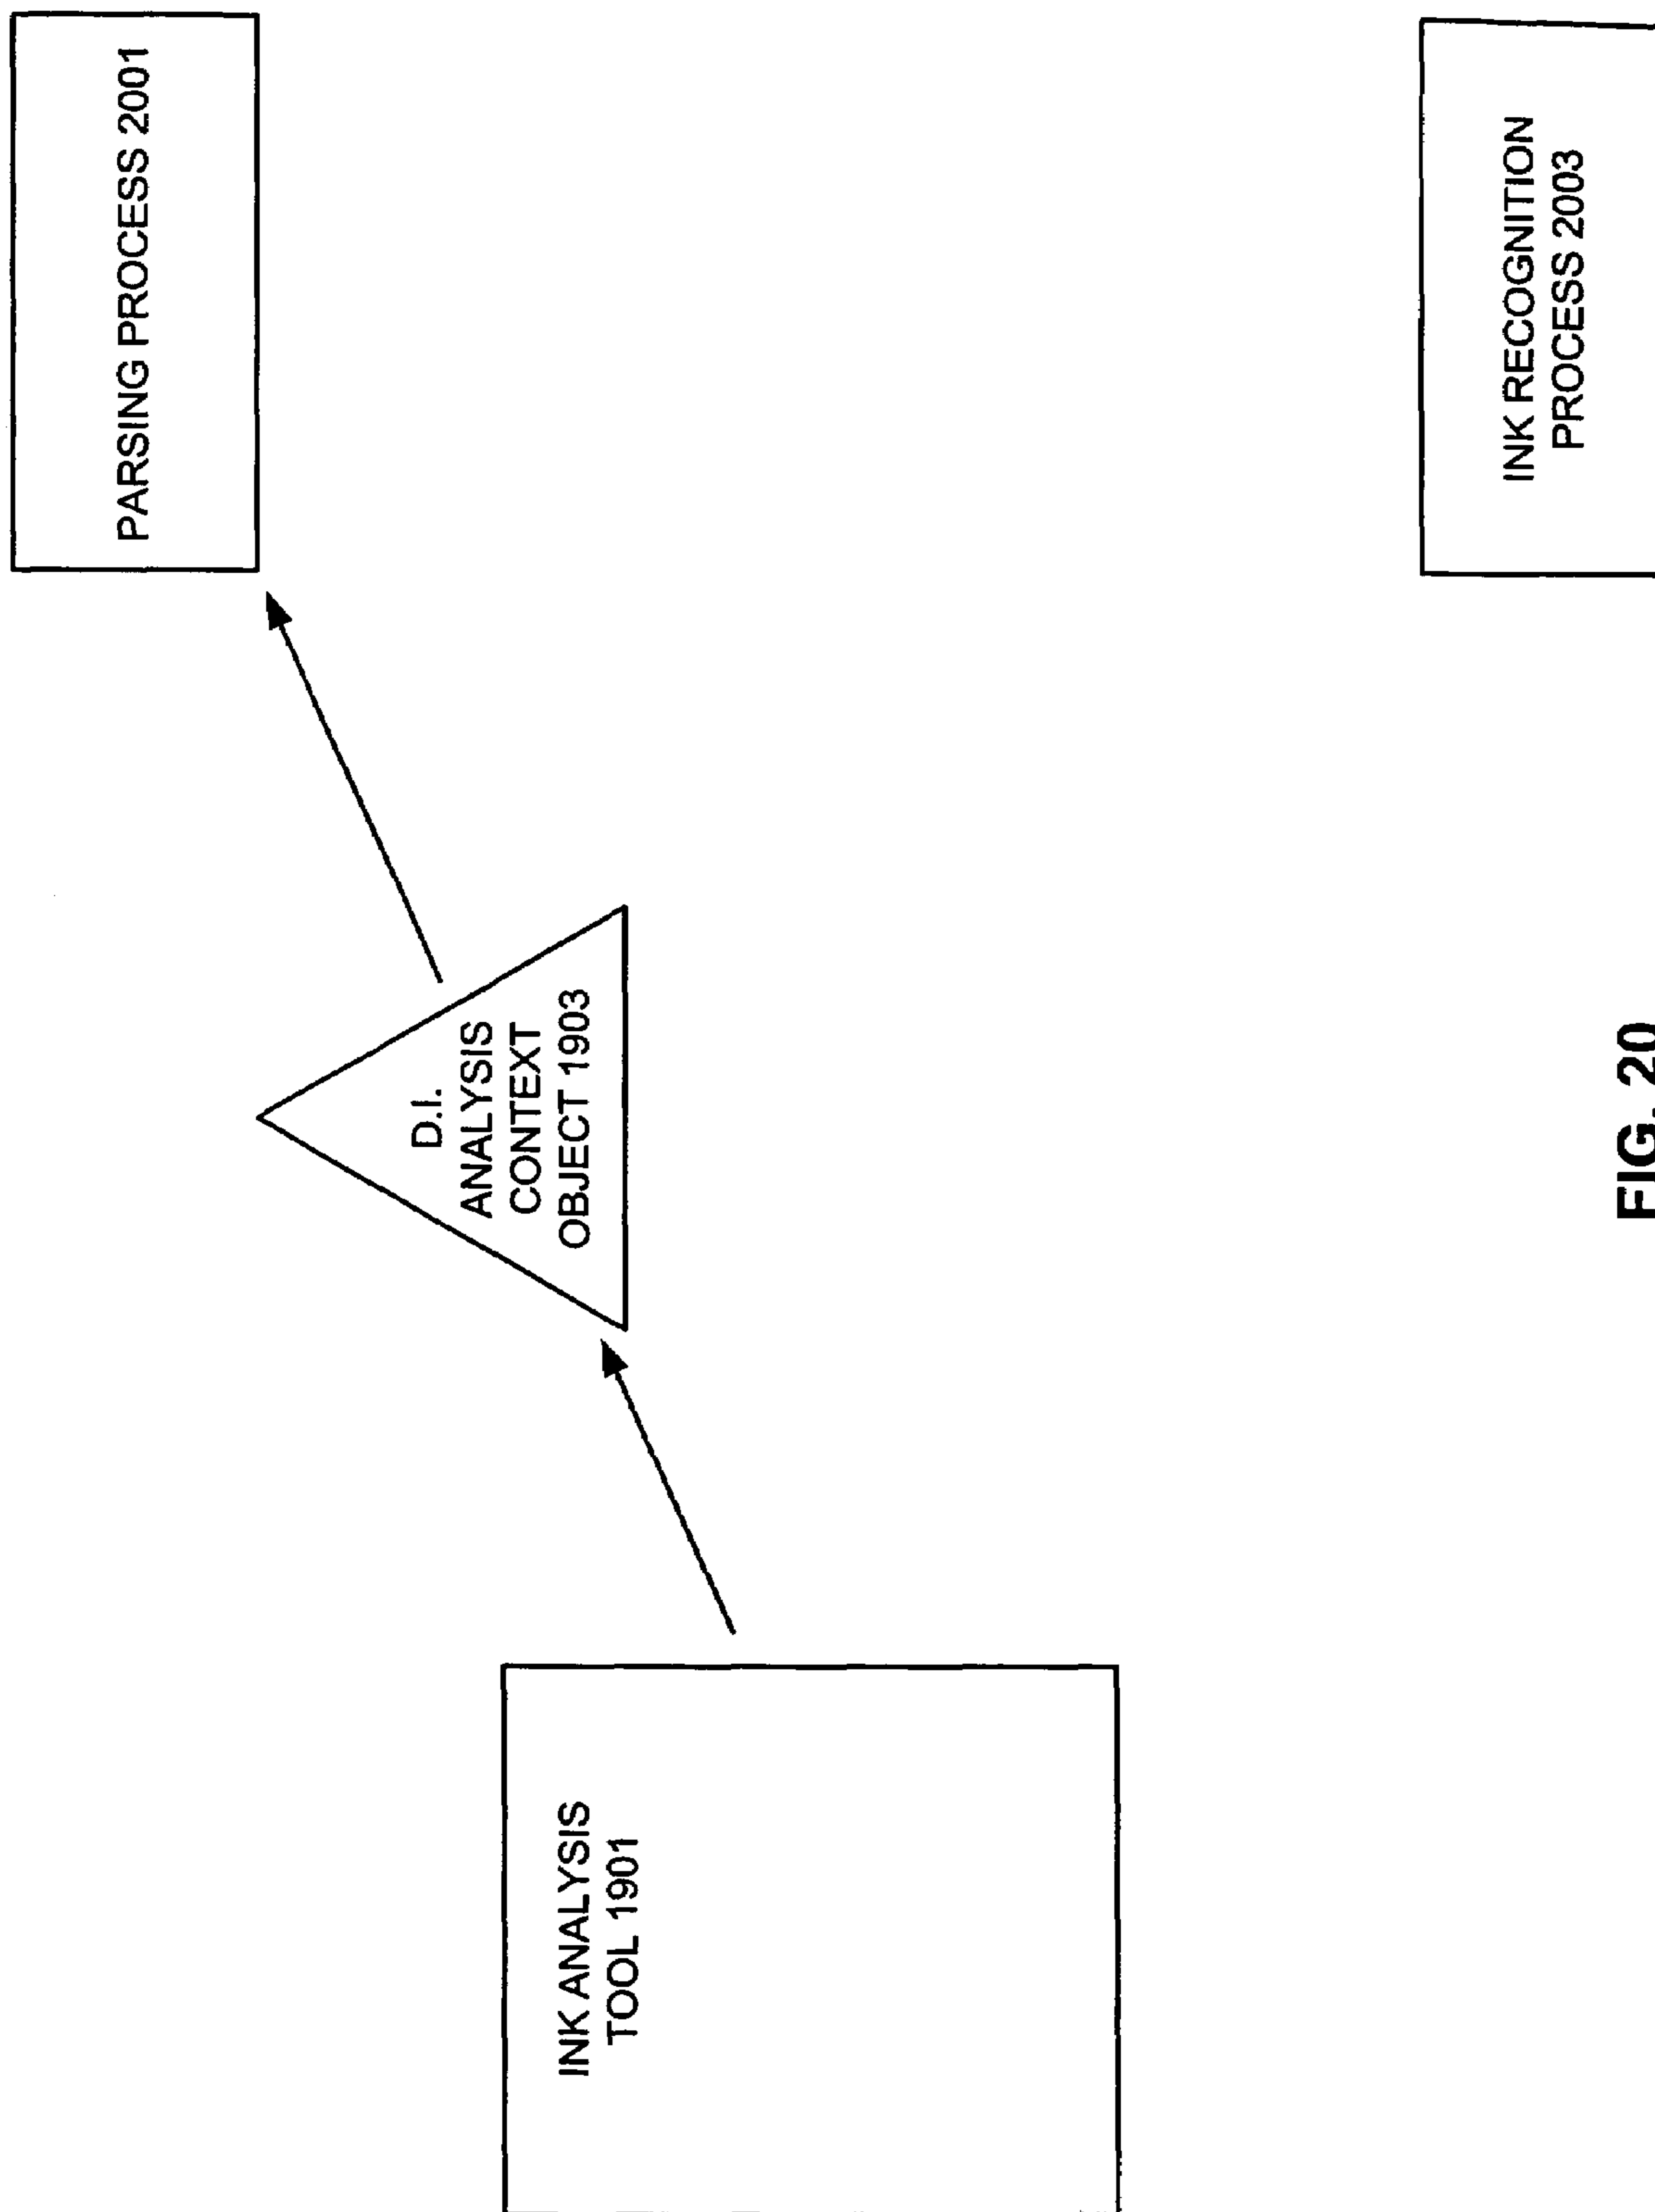 PARSING PROCESS 2001
D.I.
ANALYSIS
CONTEXT
OBJECT 1903
INK ANALYSIS
TOOL 1901
INK RECOGNITION
PROCESS 2003
FIG. 20